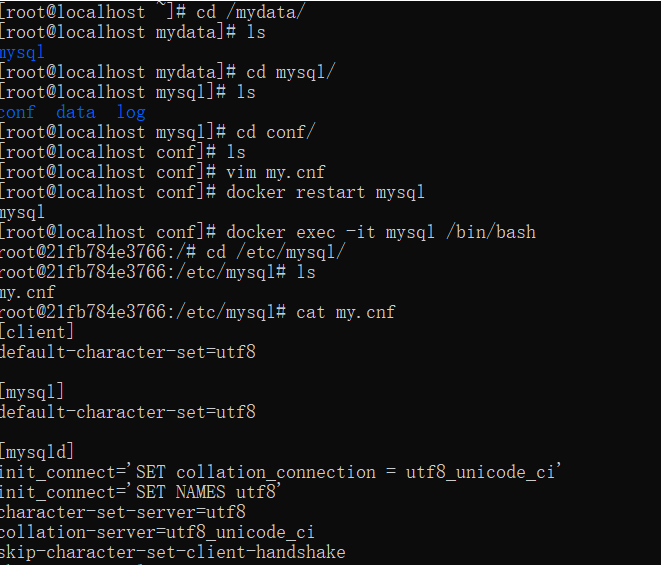 [root@localhost ~]# cd /mydata/
[root@localhost mydata]# ls
mysql
[root@localhost mydata]# cd mysql/
[root@localhost mysql]# ls
conf  data  log
[root@localhost mysql]# cd conf/
[root@localhost conf]# ls
[root@localhost conf]# vim my.cnf
[root@localhost conf]# docker restart mysql
mysql
[root@localhost conf]# docker exec -it mysql /bin/bash
root@21fb784e3766:/# cd /etc/mysql/
root@21fb784e3766:/etc/mysql# ls
my.cnf
root@21fb784e3766:/etc/mysql# cat my.cnf
[client]
default-character-set=utf8

[mysql]
default-character-set=utf8

[mysqld]
init_connect='SET collation_connection = utf8_unicode_ci'
init_connect='SET NAMES utf8'
character-set-server=utf8
collation-server=utf8_unicode_ci
skip-character-set-client-handshake